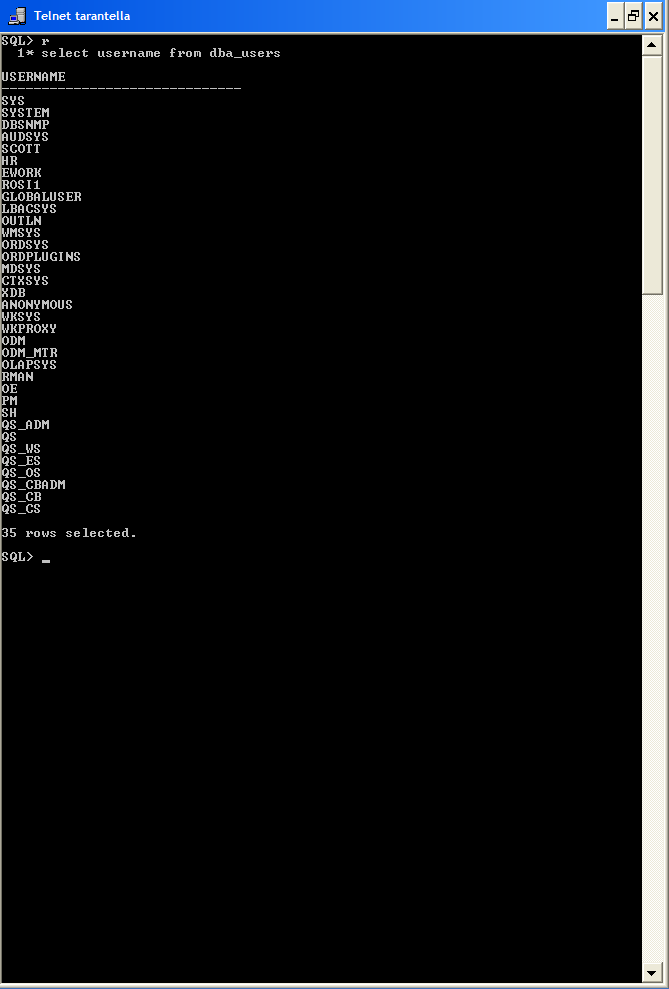 Telnet tarantella
SQL> r
  1* select username from dba_users
USERNAME
------------------------------
SYS
SYSTEM
DBSNMP
AUDSYS
SCOTT
HR
EWORK
ROSI1
GLOBALUSER
LBACSYS
OUTLN
WMSYS
ORDSYS
ORDPLUGINS
MDSYS
CTXSYS
XDB
ANONYMOUS
WKSYS
WKPROXY
ODM
ODM_MTR
OLAPSYS
RMAN
OE
PM
SH
QS_ADM
QS
QS_WS
QS_ES
QS_OS
QS_CBADM
QS_CB
QS_CS
35 rows selected.
SQL> _